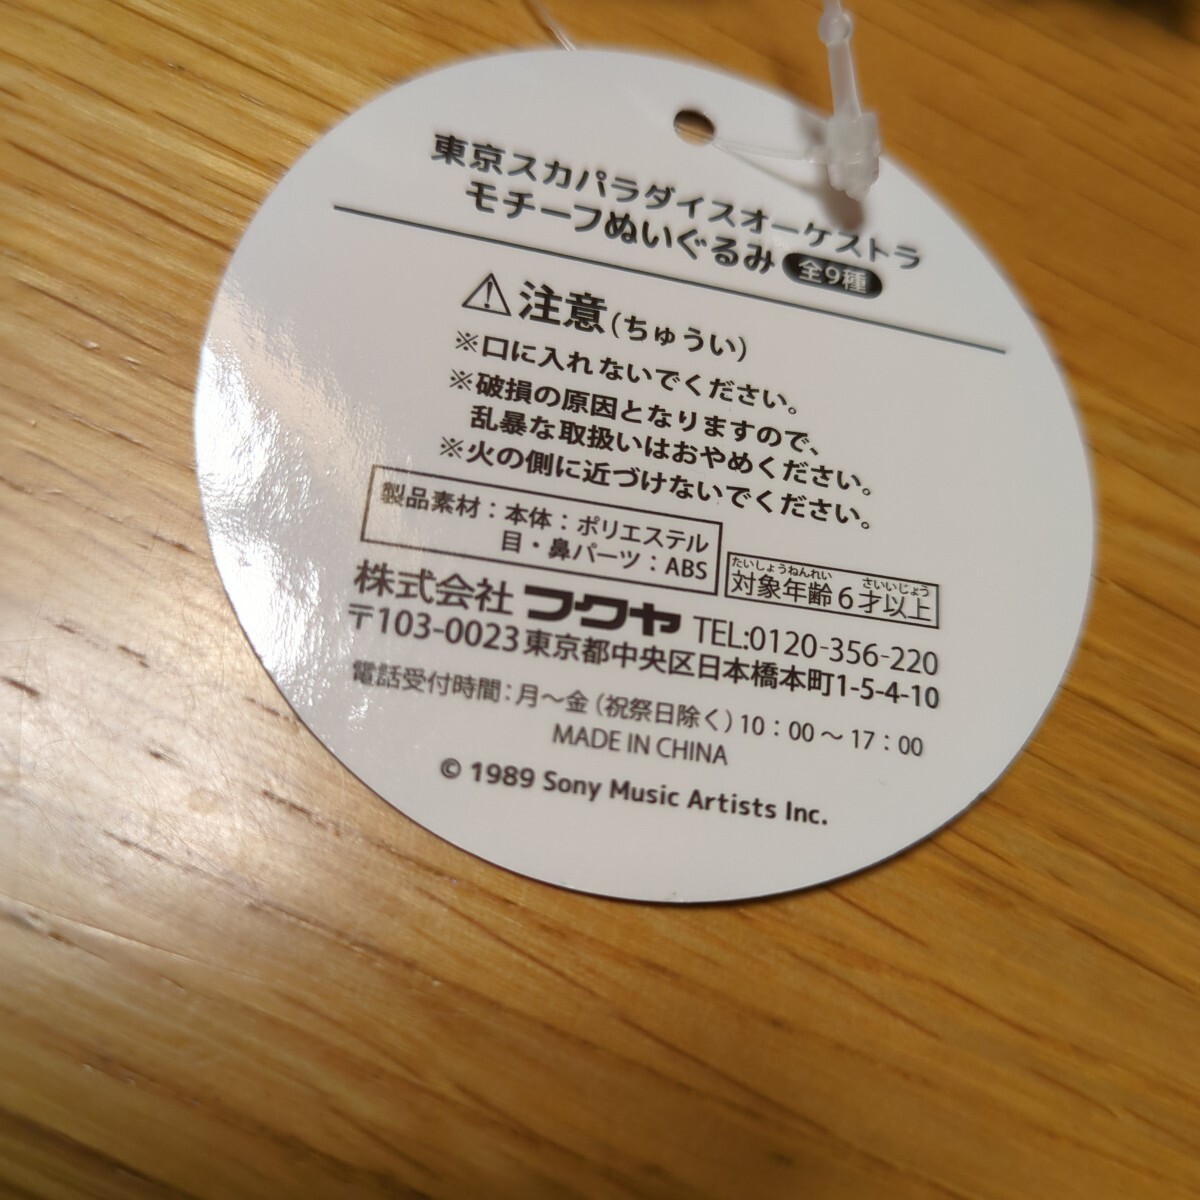 東京スカパラダイスオーケストラ
モチーフぬいぐるみ 全9種
注意(ちゅうい)
※口に入れないでください。
※破損の原因となりますので、
乱暴な取扱いはおやめください。
※火の側に近づけないでください。
製品素材：本体：ポリエステル
目・鼻パーツ：ABS
たいしょうねんれい さいいじょう
対象年齢6才以上
株式会社フクヤ TEL:0120-356-220
〒103-0023東京都中央区日本橋本町1-5-4-10
電話受付時間：月〜金（祝祭日除く）10：00〜17：00
MADE IN CHINA
© 1989 Sony Music Artists Inc.